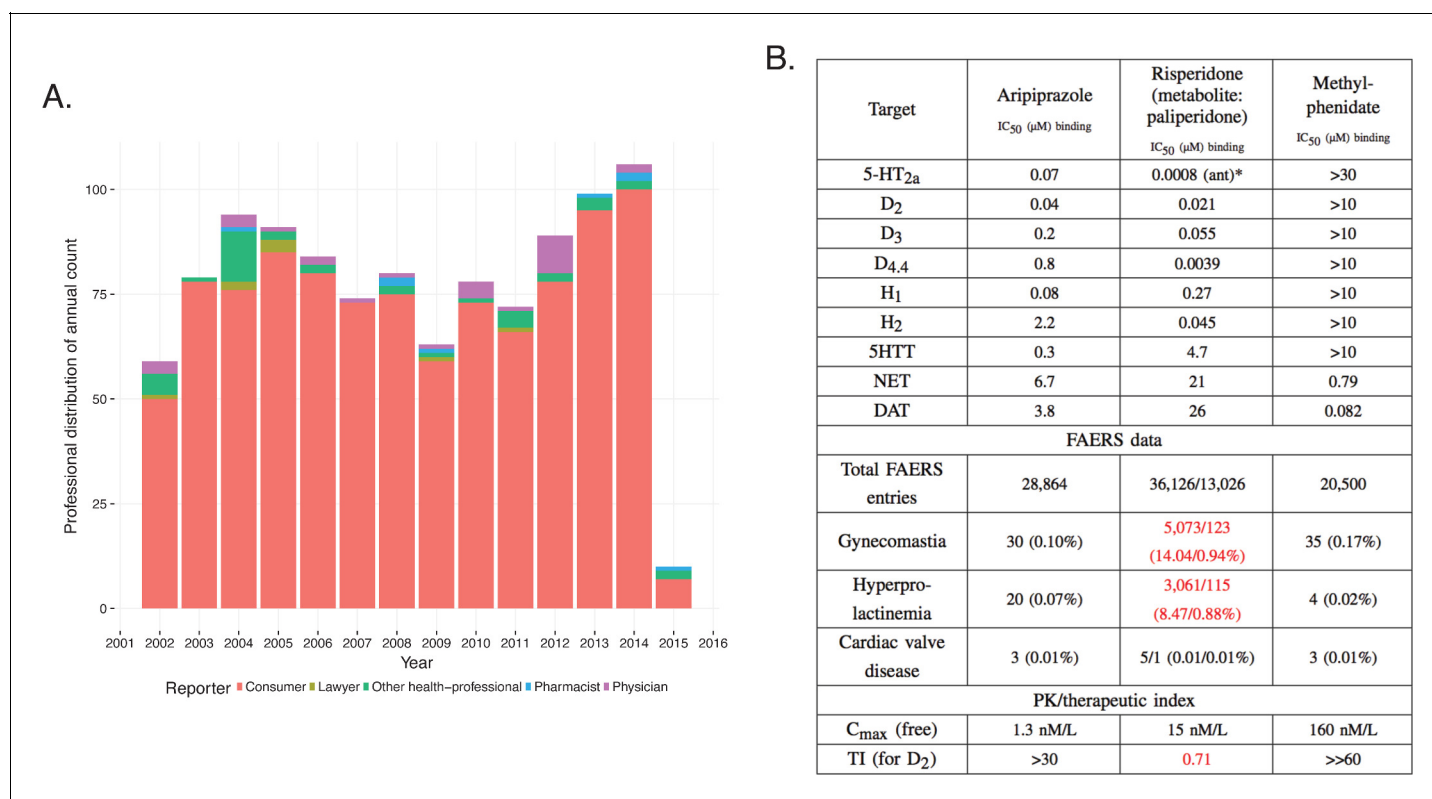 A.
Professional distribution of annual count
100
75
50
25
0
2001 2002 2003 2004 2005 2006 2007 2008 2009 2010 2011 2012 2013 2014 2015 2016
Year
Reporter Consumer Lawyer Other health-professional Pharmacist Physician
B.
Target
Aripiprazole
IC50 (μM) binding
Risperidone
(metabolite:
paliperidone)
IC50 (μM) binding
Methyl-
phenidate
IC50 (μM) binding
5-HT2a 0.07 0.0008 (ant)* >30
D2 0.04 0.021 >10
D3 0.2 0.055 >10
D4.4 0.8 0.0039 >10
H1 0.08 0.27 >10
H2 2.2 0.045 >10
5HTT 0.3 4.7 >10
NET 6.7 21 0.79
DAT 3.8 26 0.082
FAERS data
Total FAERS
entries
28,864
36,126/13,026
20,500
Gynecomastia
30 (0.10%)
5,073/123
(14.04/0.94%)
35 (0.17%)
Hyperpro-
lactinemia
20 (0.07%)
3,061/115
(8.47/0.88%)
4 (0.02%)
Cardiac valve
disease
3 (0.01%)
5/1 (0.01/0.01%)
3 (0.01%)
PK/therapeutic index
Cmax (free) 1.3 nM/L 15 nM/L 160 nM/L
TI (for D2) >30 0.71 >>60